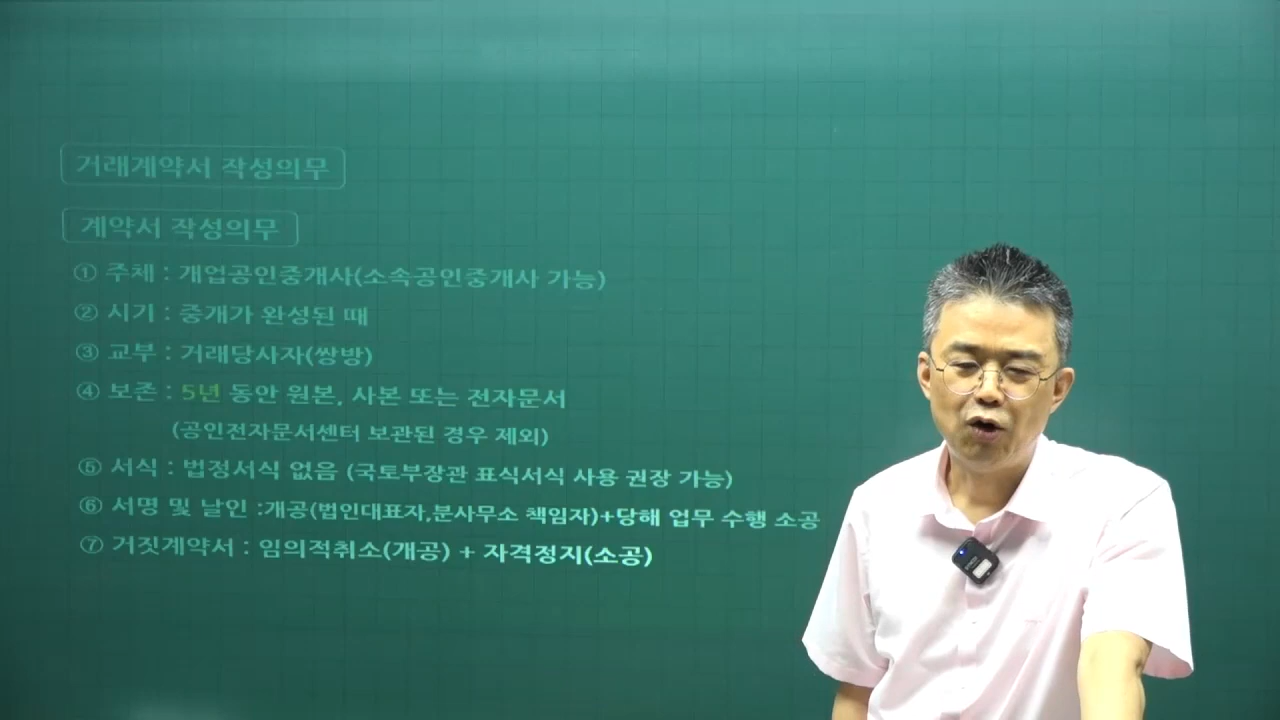 거래계약서 작성의무
계약서 작성의무
① 주체 : 개업공인중개사(소속공인중개사 가능)
② 시기 : 중개가 완성된 때
③ 교부 : 거래당사자(쌍방)
④ 보존 : 5년 동안 원본, 사본 또는 전자문서
(공인전자문서센터 보관된 경우 제외)
⑤ 서식 : 법정서식 없음 (국토부장관 표식서식 사용 권장 가능)
⑥ 서명 및 날인 :개공(법인대표자,분사무소 책임자)+당해 업무 수행 소공
⑦ 거짓계약서 : 임의적취소(개공) + 자격정지(소공)